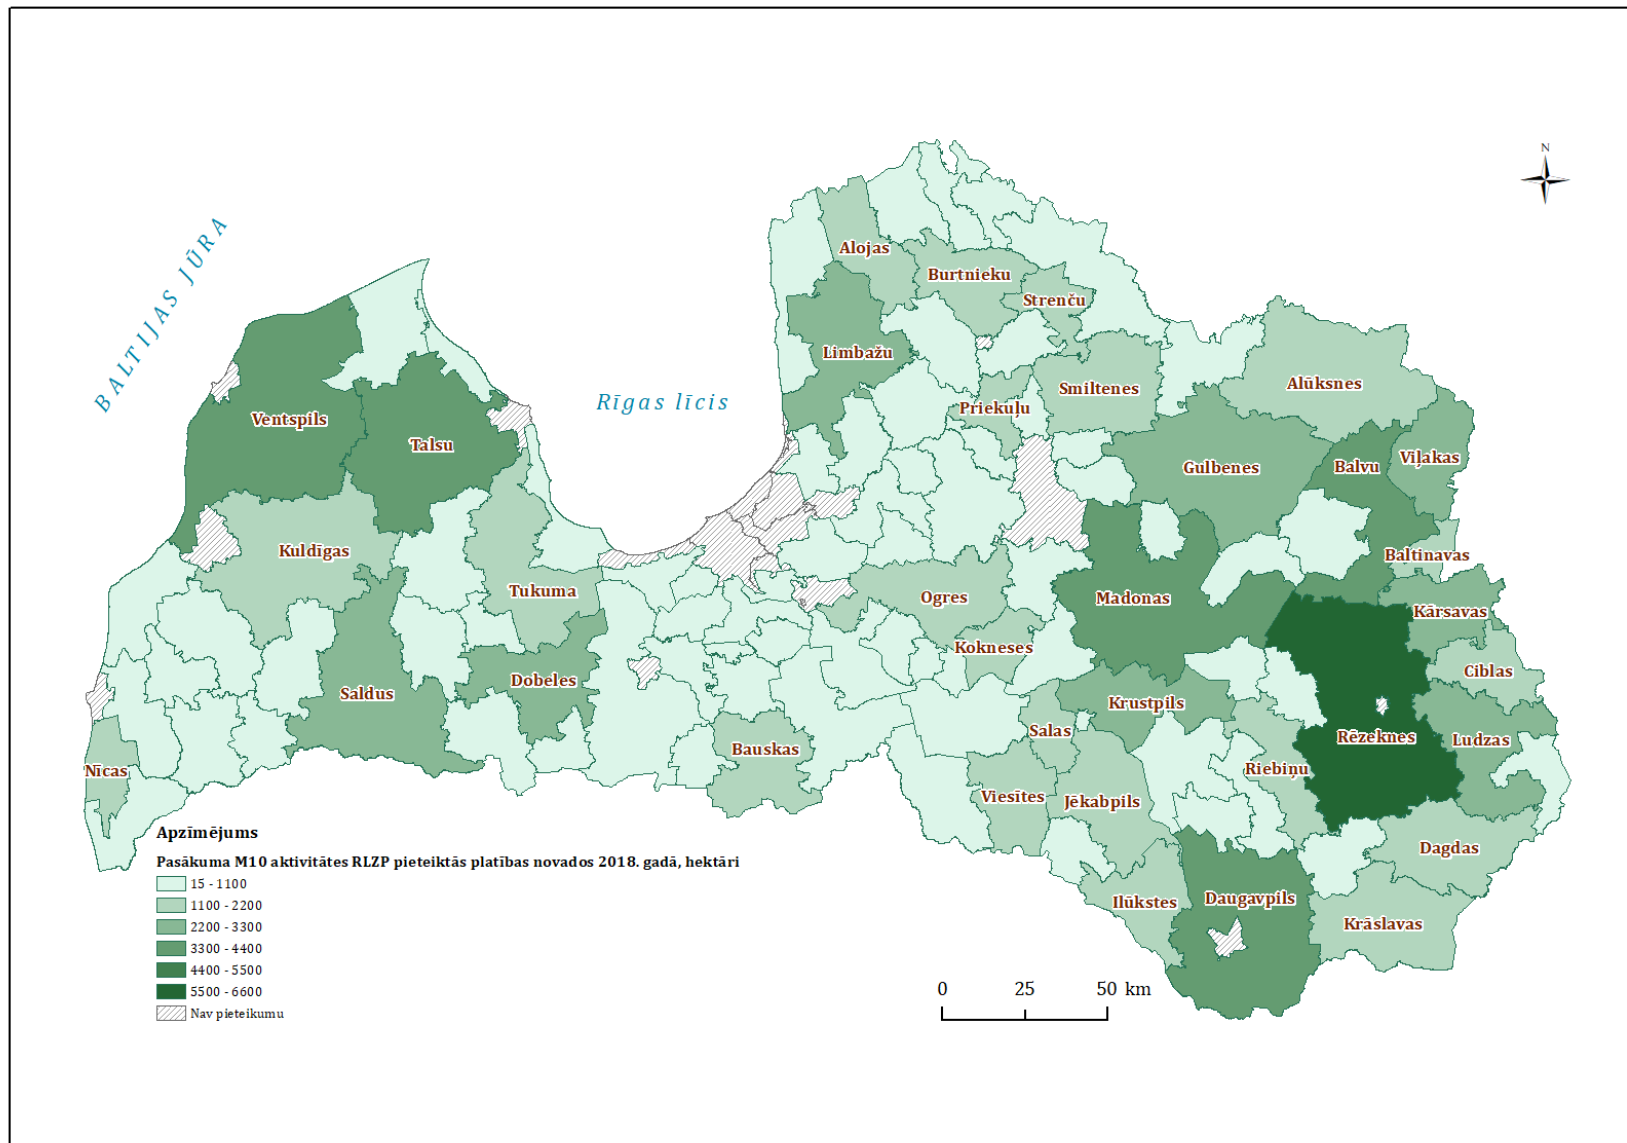 N
BALTIJAS JŪRA
Rīgas līcis
Alojas
Burtnieku
Strenču
Limbažu
Smiltenes
Alūksnes
Priekuļu
Ventspils
Talsu
Gulbenes
Balvu
Viļakas
Kuldīgas
Baltinavas
Tukuma
Ogres
Madonas
Kārsavas
Kokneses
Ciblas
Saldus
Dobeles
Krustpils
Salas
Rēzeknes
Ludzas
Bauskas
Nīcas
Riebiņu
Viesītes
Jēkabpils
Dagdas
Ilūkstes
Daugavpils
Krāslavas
Apzīmējums
Pasākuma M10 aktivitātes RLZP pieteiktās platības novados 2018. gadā, hektāri
15 - 1100
1100 - 2200
2200 - 3300
3300 - 4400
4400 - 5500
5500 - 6600
Nav pieteikumu
0 25 50 km